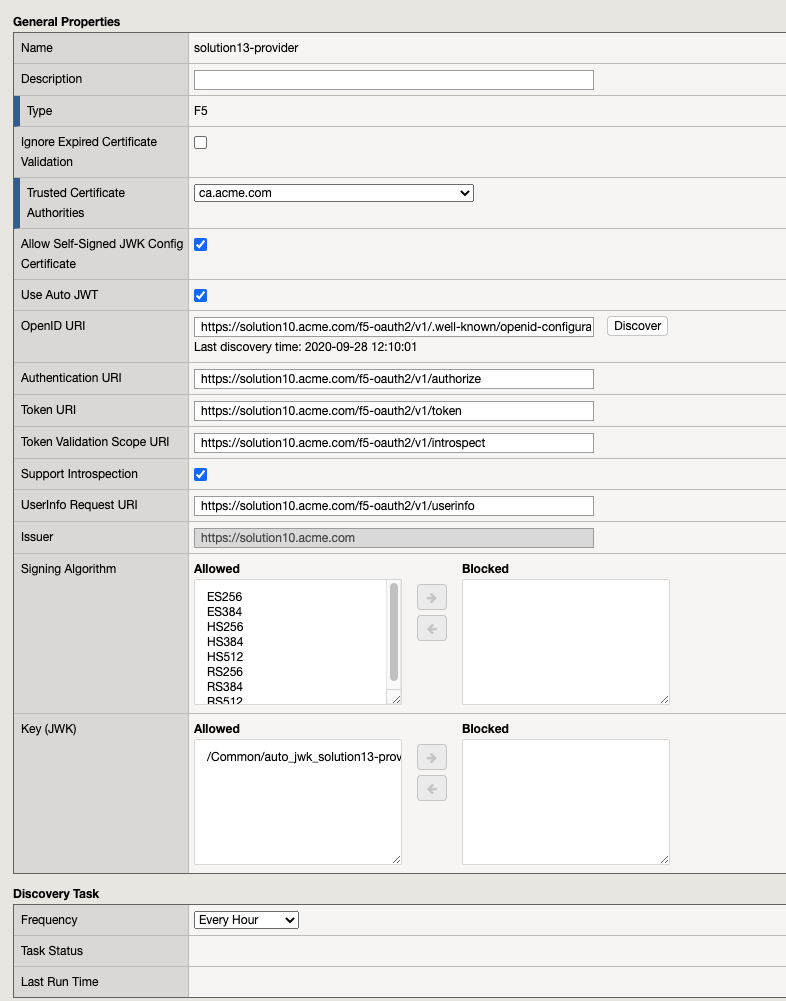 General Properties
Name
solution13-provider
Description
Type
F5
Ignore Expired Certificate
Validation
Trusted Certificate
Authorities
ca.acme.com
Allow Self-Signed JWK Config
Certificate
Use Auto JWT
OpenID URI
https://solution10.acme.com/f5-oauth2/v1/.well-known/openid-configura
Discover
Last discovery time: 2020-09-28 12:10:01
Authentication URI
https://solution10.acme.com/f5-oauth2/v1/authorize
Token URI
https://solution10.acme.com/f5-oauth2/v1/token
Token Validation Scope URI
https://solution10.acme.com/f5-oauth2/v1/introspect
Support Introspection
UserInfo Request URI
https://solution10.acme.com/f5-oauth2/v1/userinfo
Issuer
https://solution10.acme.com
Signing Algorithm
Allowed
Blocked
ES256
ES384
HS256
HS384
HS512
RS256
RS384
RS512
Key (JWK)
Allowed
Blocked
/Common/auto_jwk_solution13-prov
Discovery Task
Frequency
Every Hour
Task Status
Last Run Time